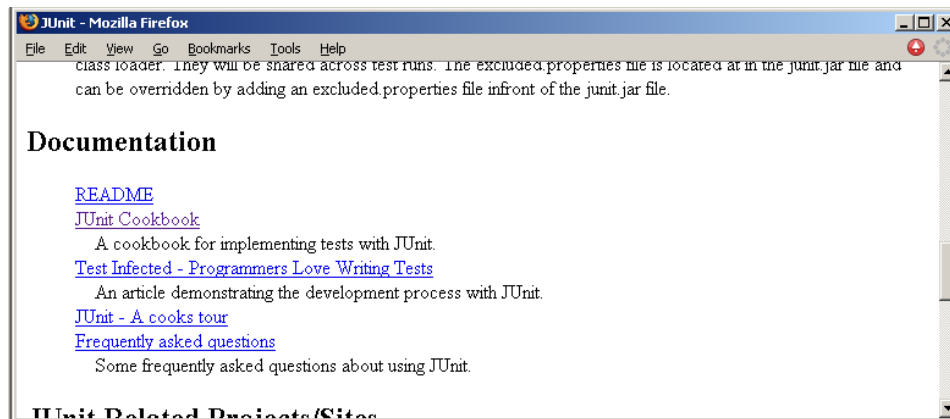 JUnit - Mozilla Firefox
File Edit View Go Bookmarks Tools Help
class loader. They will be shared across test runs. The excluded.properties file is located at in the junit.jar file and
can be overridden by adding an excluded.properties file infront of the junit.jar file.
Documentation
README
JUnit Cookbook
A cookbook for implementing tests with JUnit.
Test Infected - Programmers Love Writing Tests
An article demonstrating the development process with JUnit.
JUnit - A cooks tour
Frequently asked questions
Some frequently asked questions about using JUnit.
JUnit Related Projects/Sites